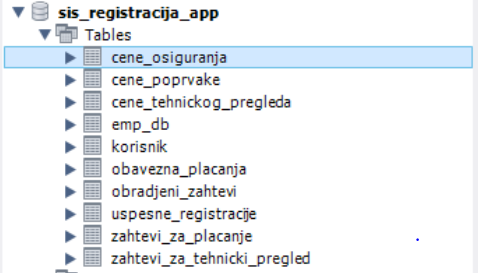 sis_registracija_app
Tables
cene_osiguranja
cene_poprvake
cene_tehnickog_pregleda
emp_db
korisnik
obavezna_placanja
obradjeni_zahtevi
uspesne_registracije
zahtevi_za_placanje
zahtevi_za_tehnicki_pregled